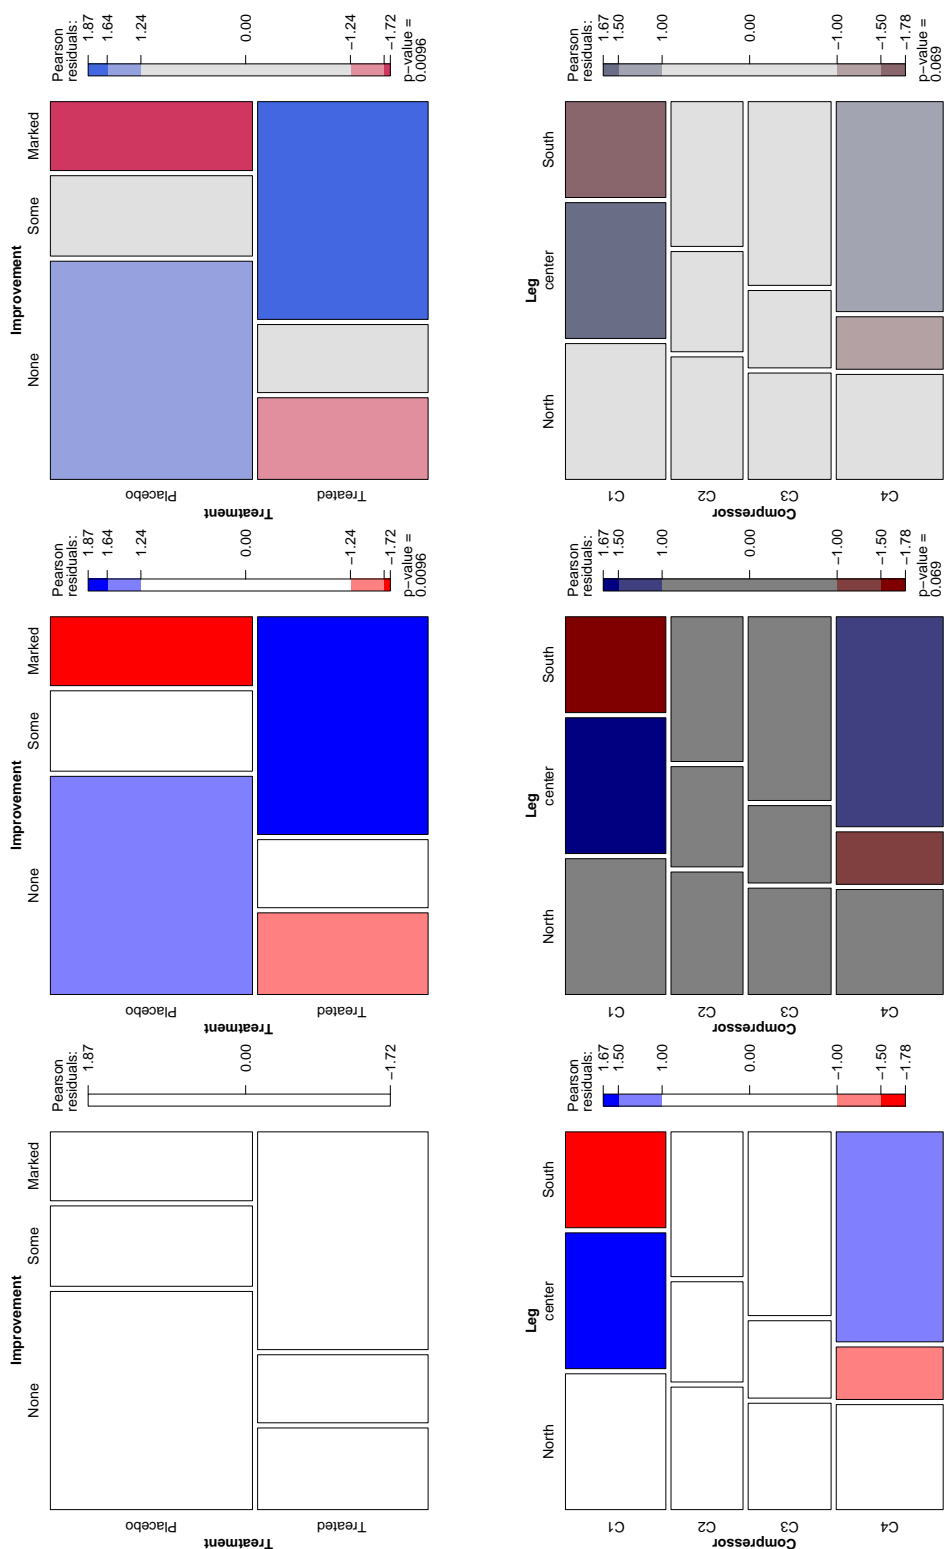 Improvement
None Some Marked
Treatment
Placebo
Treated
Pearson
residuals:
1.87
0.00
−1.72
Improvement
None Some Marked
Treatment
Placebo
Treated
Pearson
residuals:
1.87
1.64
1.24
0.00
−1.24
−1.72
p−value =
0.0096
Improvement
None Some Marked
Treatment
Placebo
Treated
Pearson
residuals:
1.87
1.64
1.24
0.00
−1.24
−1.72
p−value =
0.0096
Leg
North center South
Compressor
C1
C2
C3
C4
Pearson
residuals:
1.67
1.50
1.00
0.00
−1.00
−1.50
−1.78
Leg
North center South
Compressor
C1
C2
C3
C4
Pearson
residuals:
1.67
1.50
1.00
0.00
−1.00
−1.50
−1.78
p−value =
0.069
Leg
North center South
Compressor
C1
C2
C3
C4
Pearson
residuals:
1.67
1.50
1.00
0.00
−1.00
−1.50
−1.78
p−value =
0.069